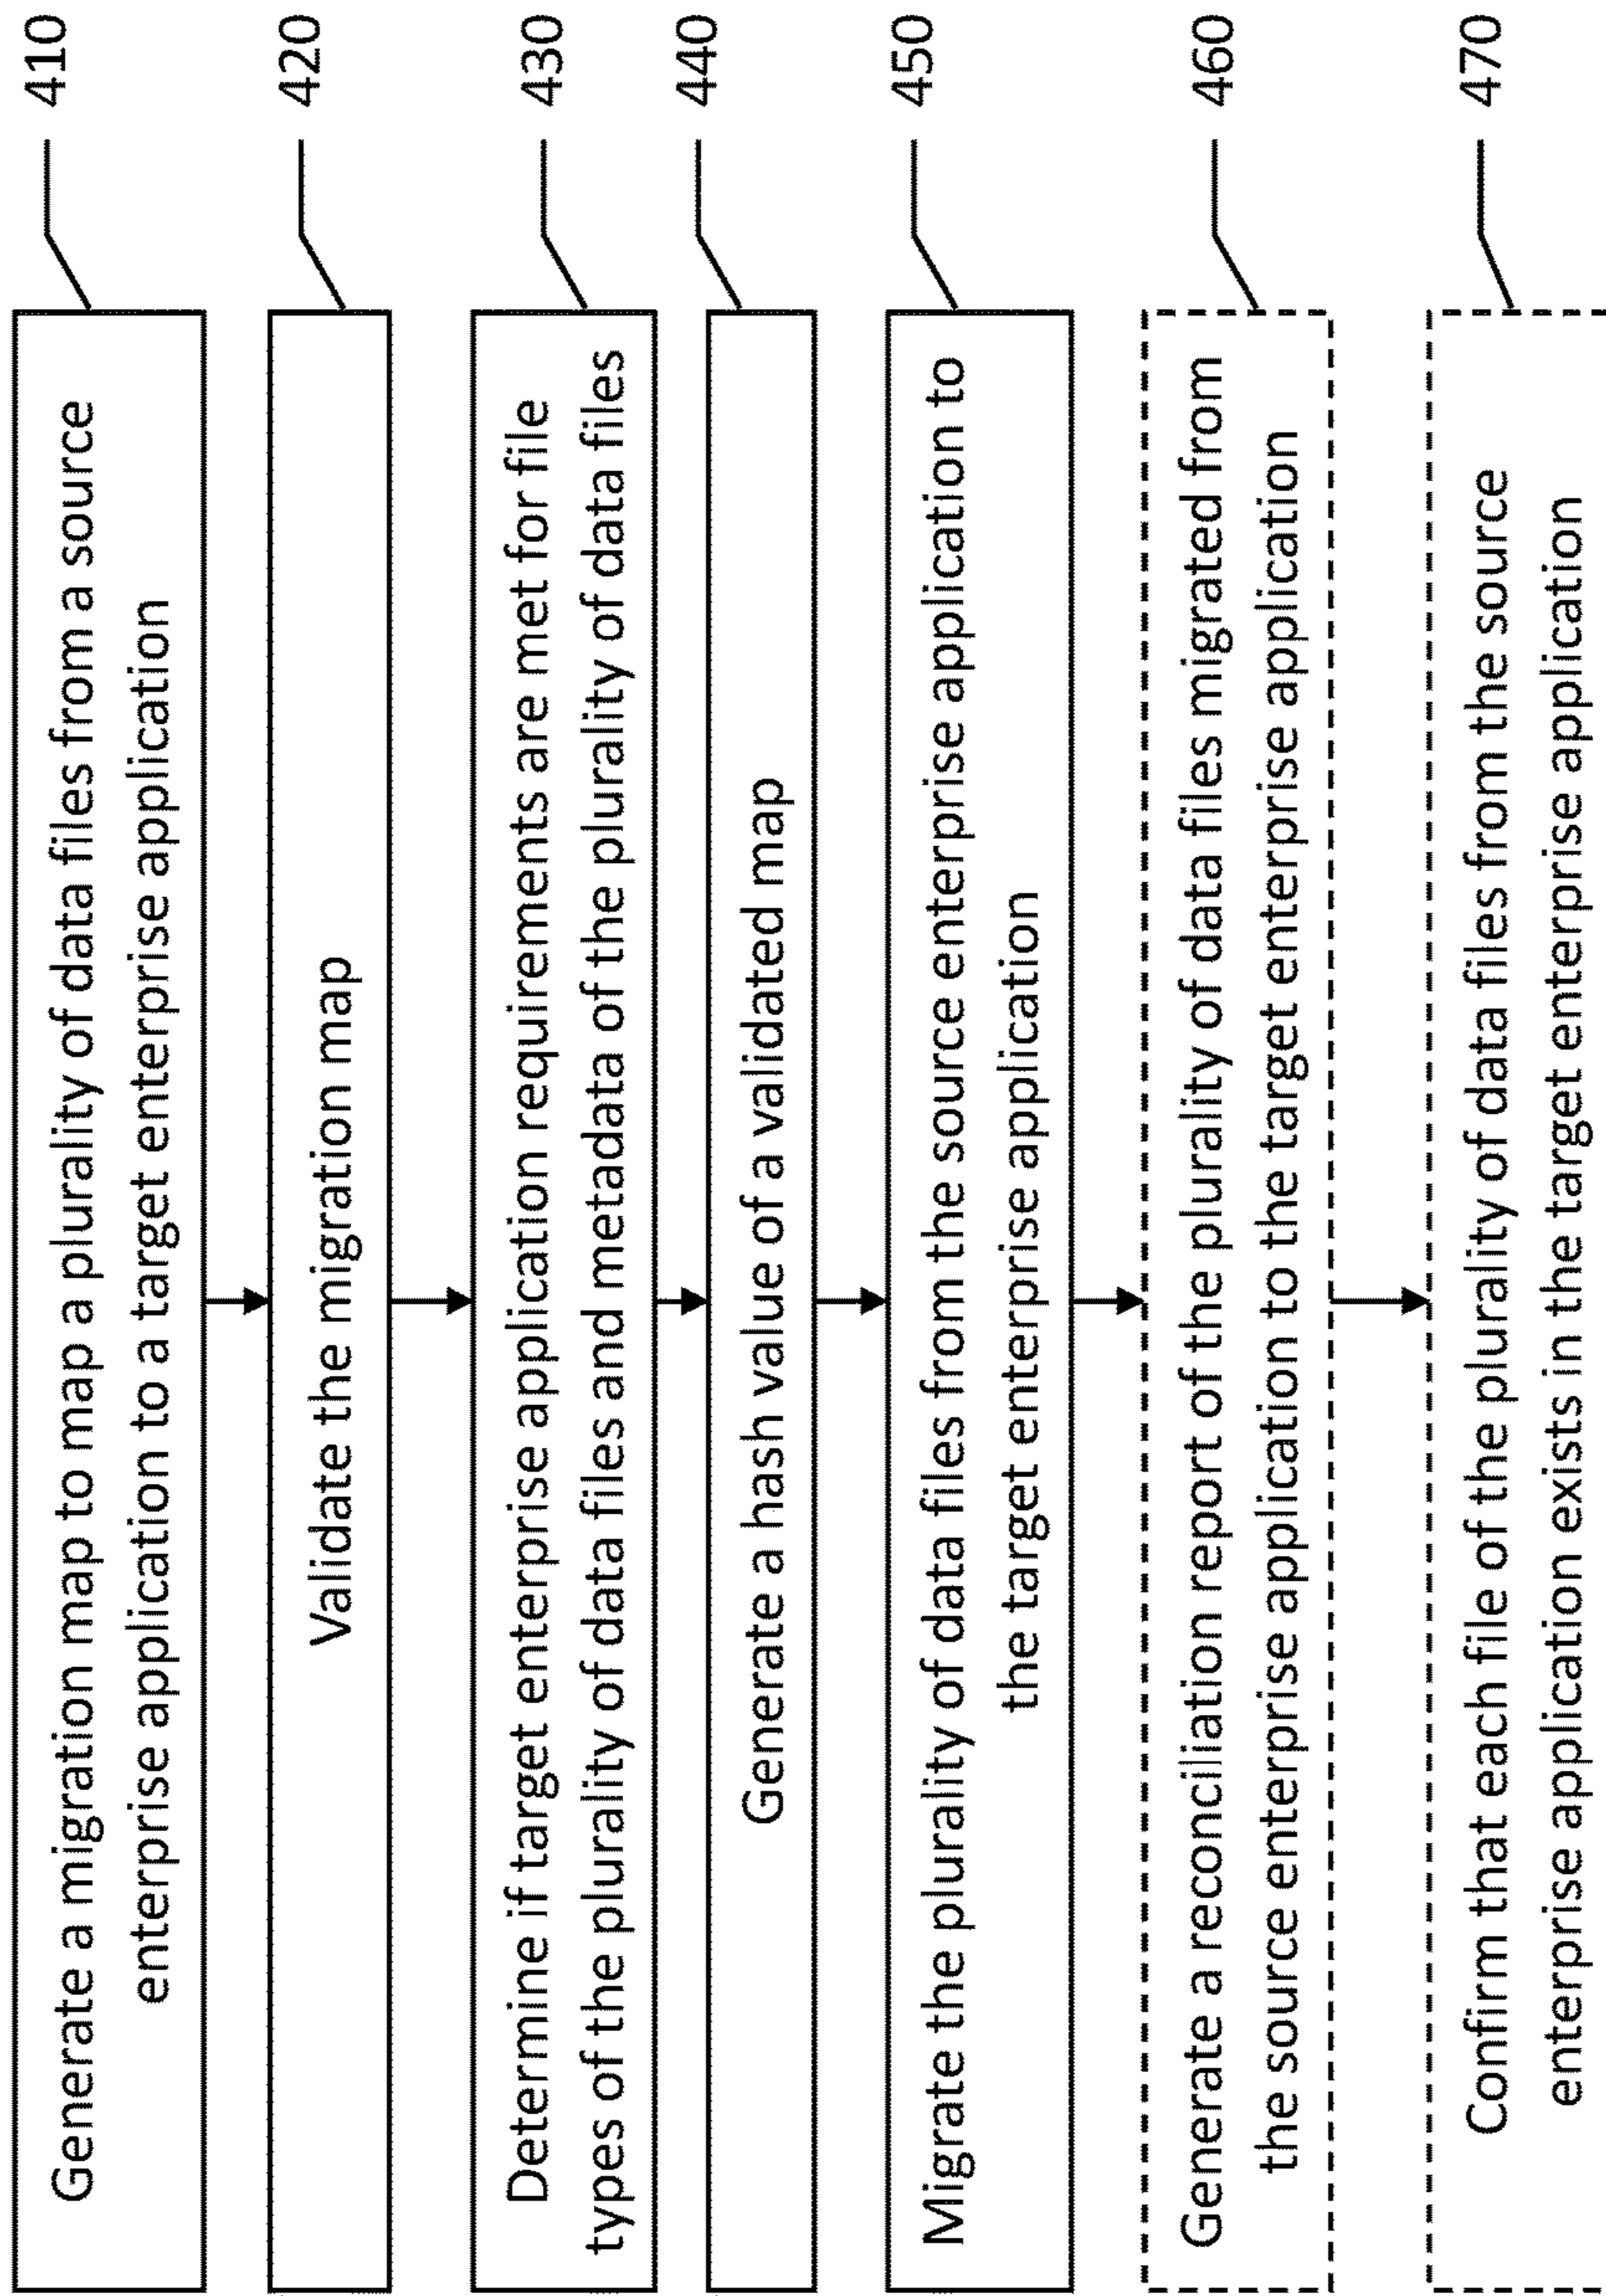 Generate a migration map to map a plurality of data files from a source
enterprise application to a target enterprise application
410
Validate the migration map
420
Determine if target enterprise application requirements are met for file
types of the plurality of data files and metadata of the plurality of data files
430
Generate a hash value of a validated map
440
Migrate the plurality of data files from the source enterprise application to
the target enterprise application
450
Generate a reconciliation report of the plurality of data files migrated from
the source enterprise application to the target enterprise application
460
Confirm that each file of the plurality of data files from the source
enterprise application exists in the target enterprise application
470